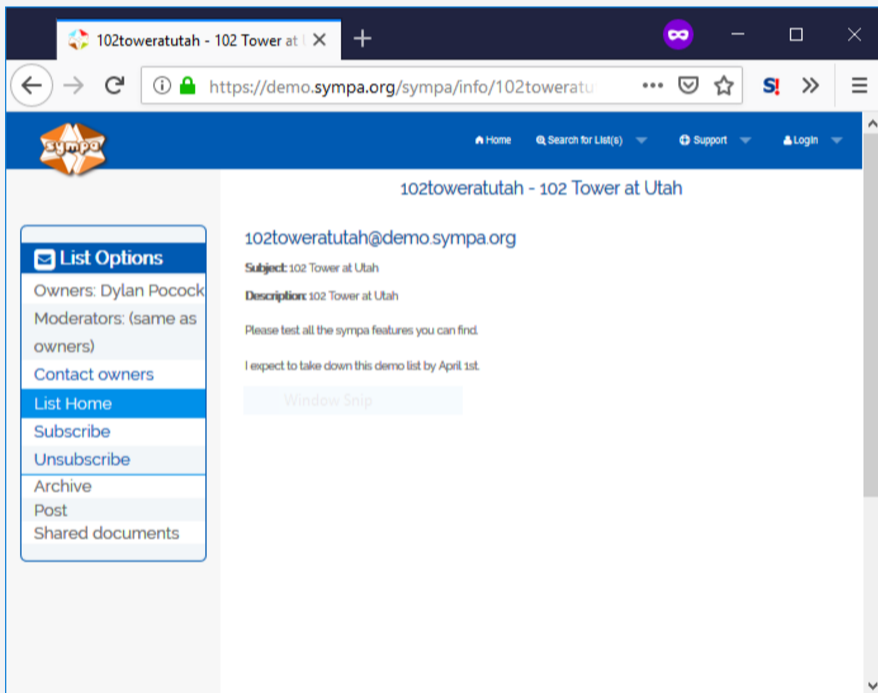 102toweratutah - 102 Tower at
https://demo.sympa.org/sympa/info/102toweratu
S!
sympa
Home Search for List(s) Support Login
102toweratutah - 102 Tower at Utah
List Options
Owners: Dylan Pocock
Moderators: (same as
owners)
Contact owners
List Home
Subscribe
Unsubscribe
Archive
Post
Shared documents
102toweratutah@demo.sympa.org
Subject: 102 Tower at Utah
Description: 102 Tower at Utah
Please test all the sympa features you can find.
I expect to take down this demo list by April 1st.
Window Snip